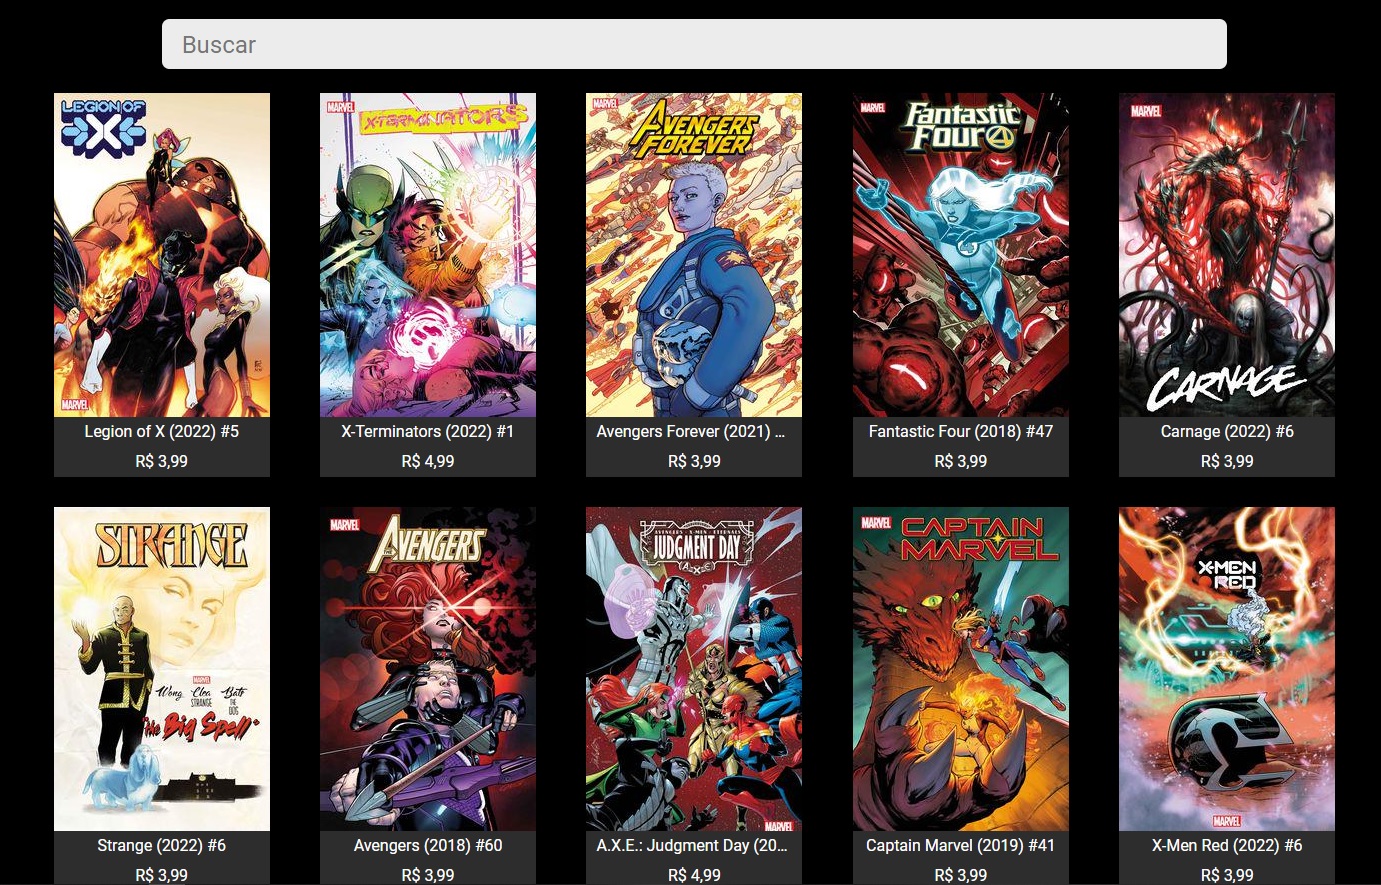 Buscar
LEGION OF
X
MARVEL
Legion of X (2022) #5
R$ 3,99
MARVEL
X-TERMINATORS
X-Terminators (2022) #1
R$ 4,99
MARVEL
AVENGERS
FOREVER
Avengers Forever (2021) ...
R$ 3,99
MARVEL
FANTASTIC
FOUR
Fantastic Four (2018) #47
R$ 3,99
MARVEL
CARNAGE
Carnage (2022) #6
R$ 3,99
STRANGE
MARVEL
Wong Clea Bats
STRANGE THE
DOG
"the Big Spell"
Strange (2022) #6
R$ 3,99
MARVEL
AVENGERS
Avengers (2018) #60
R$ 3,99
AVENGERS · X-MEN · ETERNALS
JUDGMENT DAY
A.X.E.
MARVEL
A.X.E.: Judgment Day (20...
R$ 4,99
MARVEL
CAPTAIN
MARVEL
Captain Marvel (2019) #41
R$ 3,99
X-MEN
RED
MARVEL
X-Men Red (2022) #6
R$ 3,99